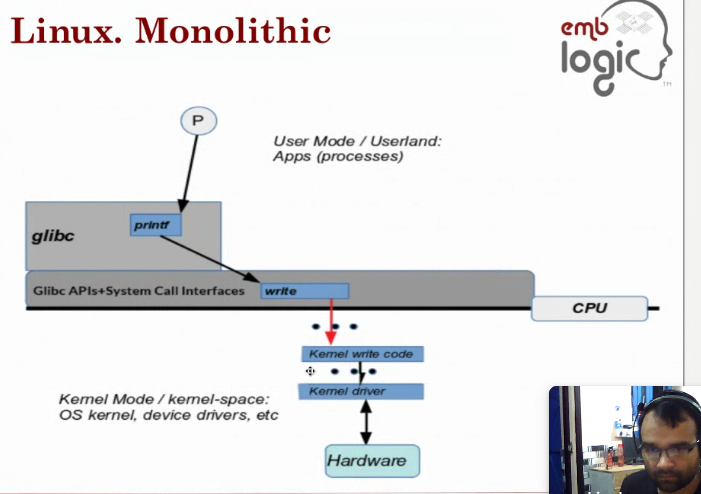 Linux. Monolithic
emb
logic
TM
P
User Mode / Userland:
Apps (processes)
printf
glibc
Glibc APIs+System Call Interfaces
write
CPU
Kernel write code
Kernel driver
Kernel Mode / kernel-space:
OS kernel, device drivers, etc
Hardware